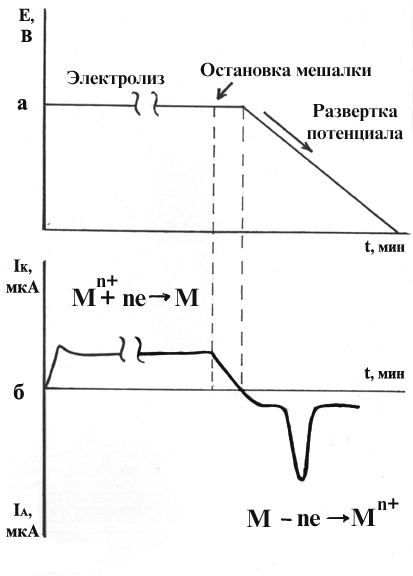 E,
В
Остановка мешалки
Электролиз
а
Развертка
потенциала
t, мин
Iк,
мкА
Mⁿ⁺ + ne → M
t, мин
б
IА,
мкА
M – ne → Mⁿ⁺